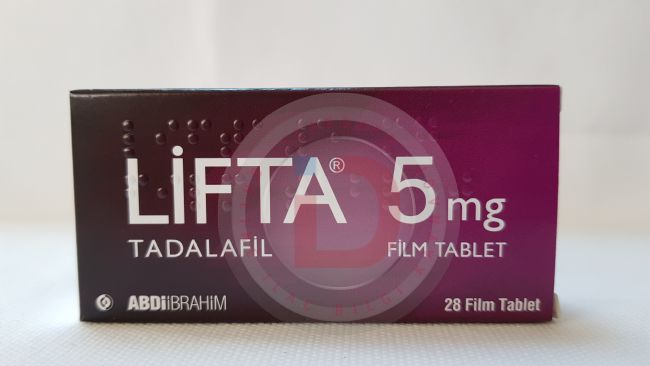 LİFTA® 5 mg
TADALAFİL FİLM TABLET
ABDİİBRAHİM 28 Film Tablet